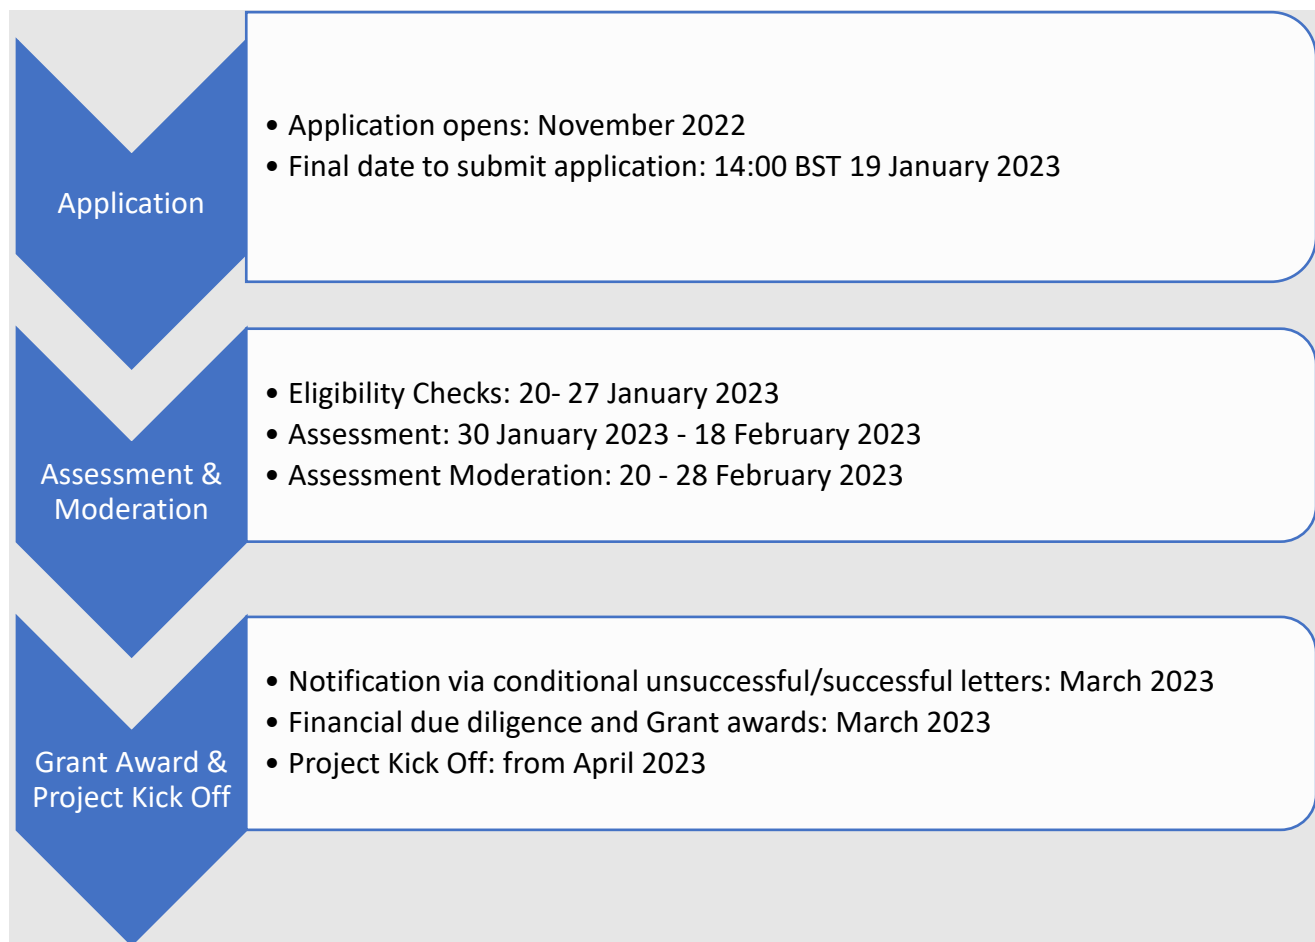 Application
• Application opens: November 2022
• Final date to submit application: 14:00 BST 19 January 2023
Assessment &
Moderation
• Eligibility Checks: 20- 27 January 2023
• Assessment: 30 January 2023 - 18 February 2023
• Assessment Moderation: 20 - 28 February 2023
Grant Award &
Project Kick Off
• Notification via conditional unsuccessful/successful letters: March 2023
• Financial due diligence and Grant awards: March 2023
• Project Kick Off: from April 2023